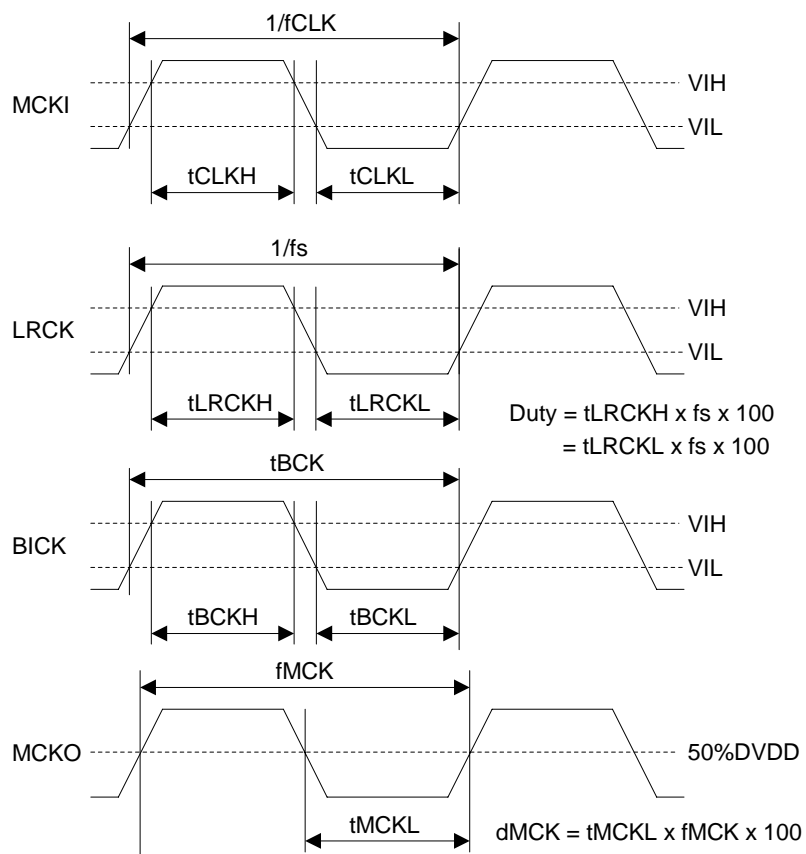 1/fCLK
MCKI
VIH
VIL
tCLKH
tCLKL
1/fs
LRCK
VIH
VIL
tLRCKH
tLRCKL
Duty = tLRCKH x fs x 100
= tLRCKL x fs x 100
tBCK
BICK
VIH
VIL
tBCKH
tBCKL
fMCK
MCKO
50%DVDD
tMCKL
dMCK = tMCKL x fMCK x 100